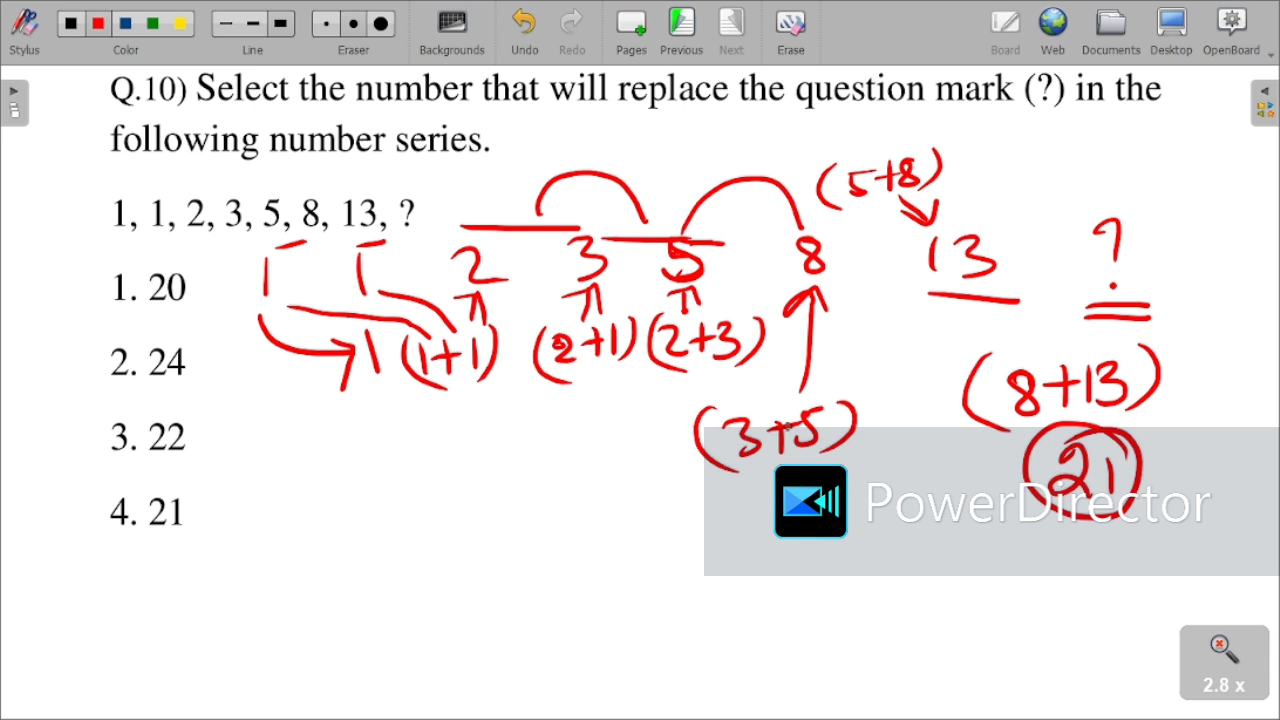 Stylus Color Line Eraser Backgrounds Undo Redo Pages Previous Next Erase Board Web Documents Desktop OpenBoard
Q.10) Select the number that will replace the question mark (?) in the
following number series.
1, 1, 2, 3, 5, 8, 13, ?
(5+8)
1 1 2 3 5 8 13 ?
1. 20
1 (1+1) (2+1) (2+3)
2. 24
(8+13)
3. 22
(3+5)
21
PowerDirector
4. 21
2.8 x